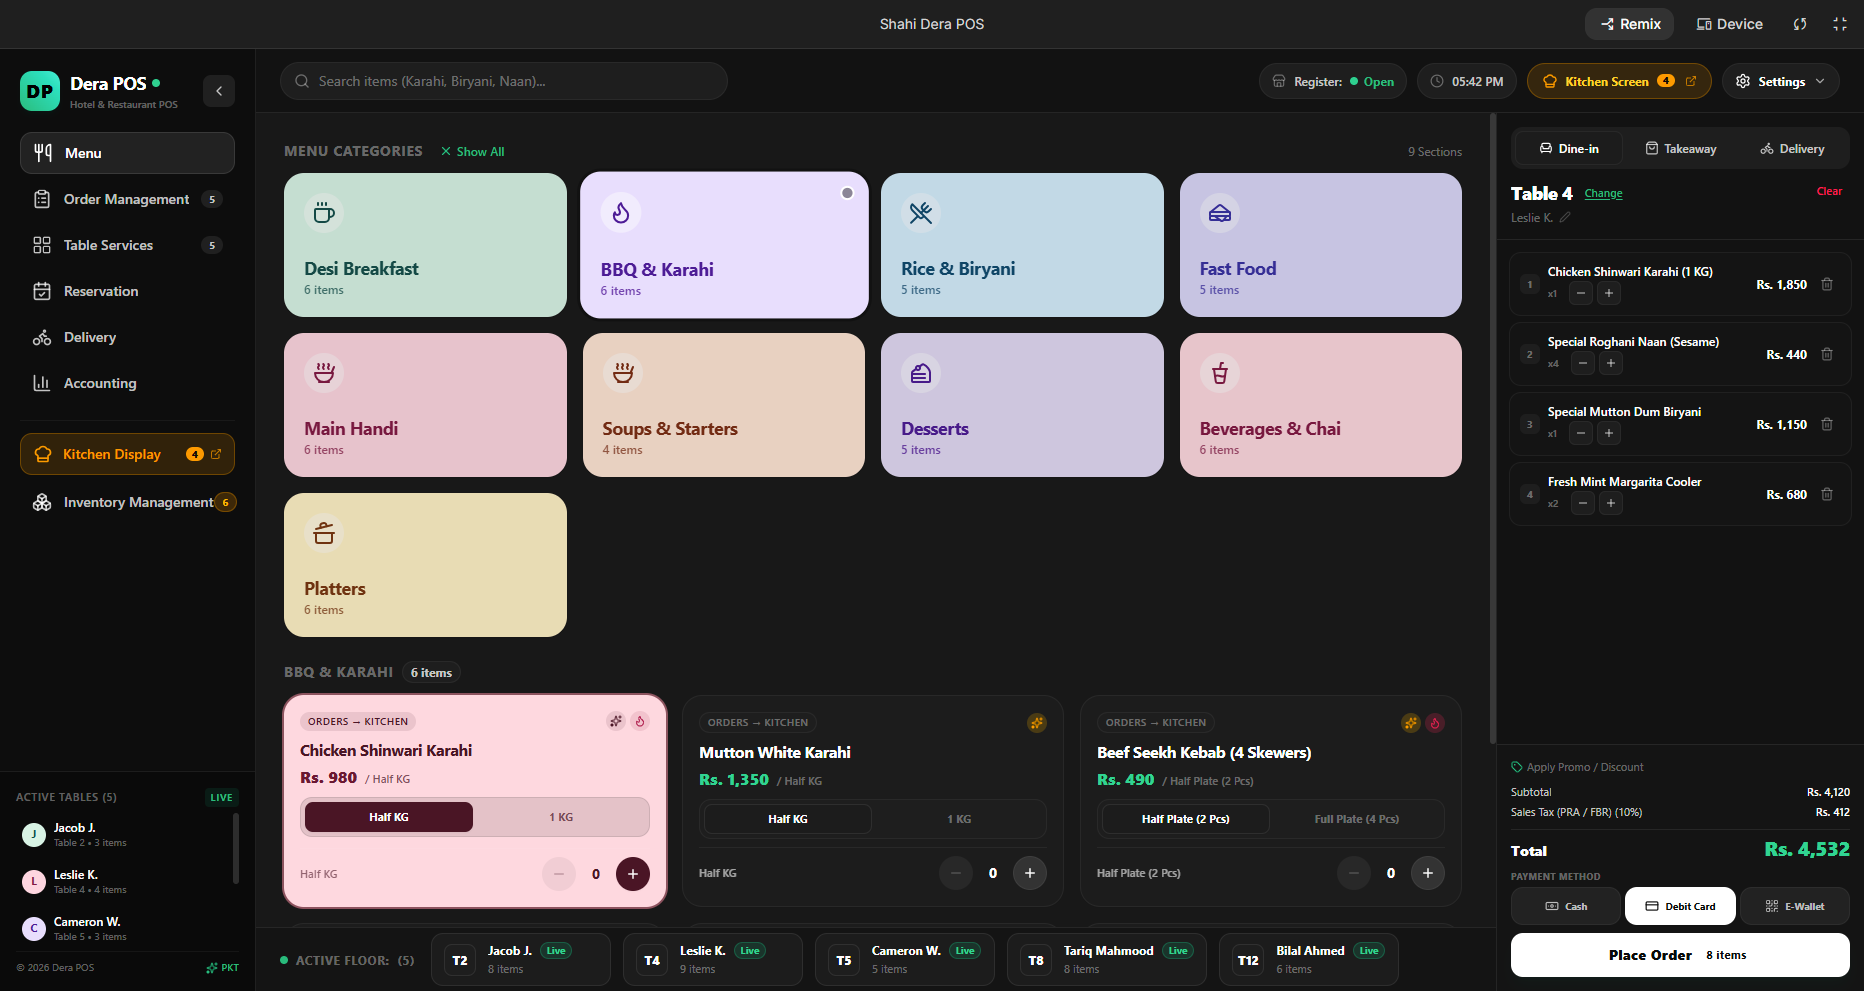 Shahi Dera POS
Remix
Device
DP
Dera POS
Hotel & Restaurant POS
Search items (Karahi, Biryani, Naan)...
Register: Open
05:42 PM
Kitchen Screen 4
Settings
Menu
Order Management 5
Table Services 5
Reservation
Delivery
Accounting
Kitchen Display 4
Inventory Management 6
ACTIVE TABLES (5) LIVE
J Jacob J.
Table 2 • 3 items
L Leslie K.
Table 4 • 4 items
C Cameron W.
Table 5 • 3 items
© 2026 Dera POS PKT
MENU CATEGORIES Show All
9 Sections
Desi Breakfast
6 items
BBQ & Karahi
6 items
Rice & Biryani
5 items
Fast Food
5 items
Main Handi
6 items
Soups & Starters
4 items
Desserts
5 items
Beverages & Chai
6 items
Platters
6 items
BBQ & KARAHI 6 items
ORDERS → KITCHEN
Chicken Shinwari Karahi
Rs. 980 / Half KG
Half KG 1 KG
Half KG − 0 +
ORDERS → KITCHEN
Mutton White Karahi
Rs. 1,350 / Half KG
Half KG 1 KG
Half KG − 0 +
ORDERS → KITCHEN
Beef Seekh Kebab (4 Skewers)
Rs. 490 / Half Plate (2 Pcs)
Half Plate (2 Pcs) Full Plate (4 Pcs)
Half Plate (2 Pcs) − 0 +
ACTIVE FLOOR: (5)
T2 Jacob J. Live
8 items
T4 Leslie K. Live
9 items
T5 Cameron W. Live
5 items
T8 Tariq Mahmood Live
8 items
T12 Bilal Ahmed Live
6 items
Dine-in Takeaway Delivery
Table 4 Change Clear
Leslie K.
1 Chicken Shinwari Karahi (1 KG)
x1 − + Rs. 1,850
2 Special Roghani Naan (Sesame)
x4 − + Rs. 440
3 Special Mutton Dum Biryani
x1 − + Rs. 1,150
4 Fresh Mint Margarita Cooler
x2 − + Rs. 680
Apply Promo / Discount
Subtotal Rs. 4,120
Sales Tax (PRA / FBR) (10%) Rs. 412
Total Rs. 4,532
PAYMENT METHOD
Cash Debit Card E-Wallet
Place Order 8 items